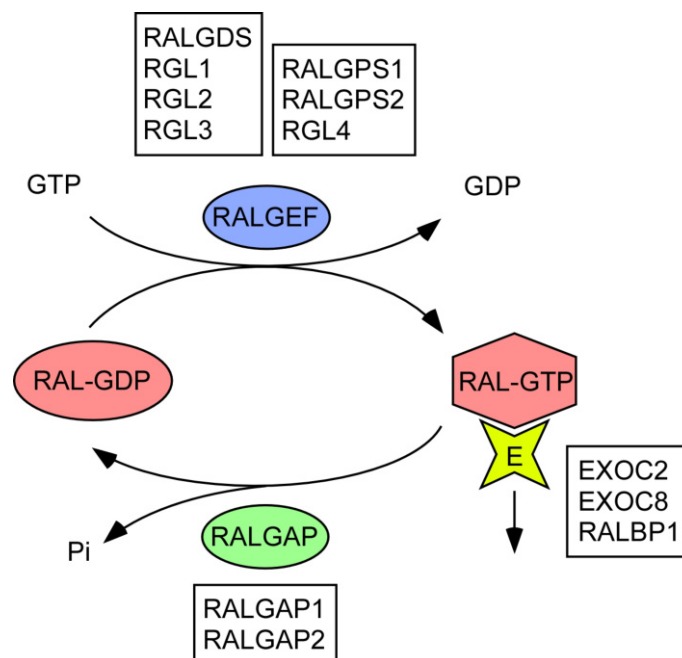 RALGDS
RGL1
RGL2
RGL3
RALGPS1
RALGPS2
RGL4
GTP
GDP
RALGEF
RAL-GDP
RAL-GTP
E
EXOC2
EXOC8
RALBP1
Pi
RALGAP
RALGAP1
RALGAP2